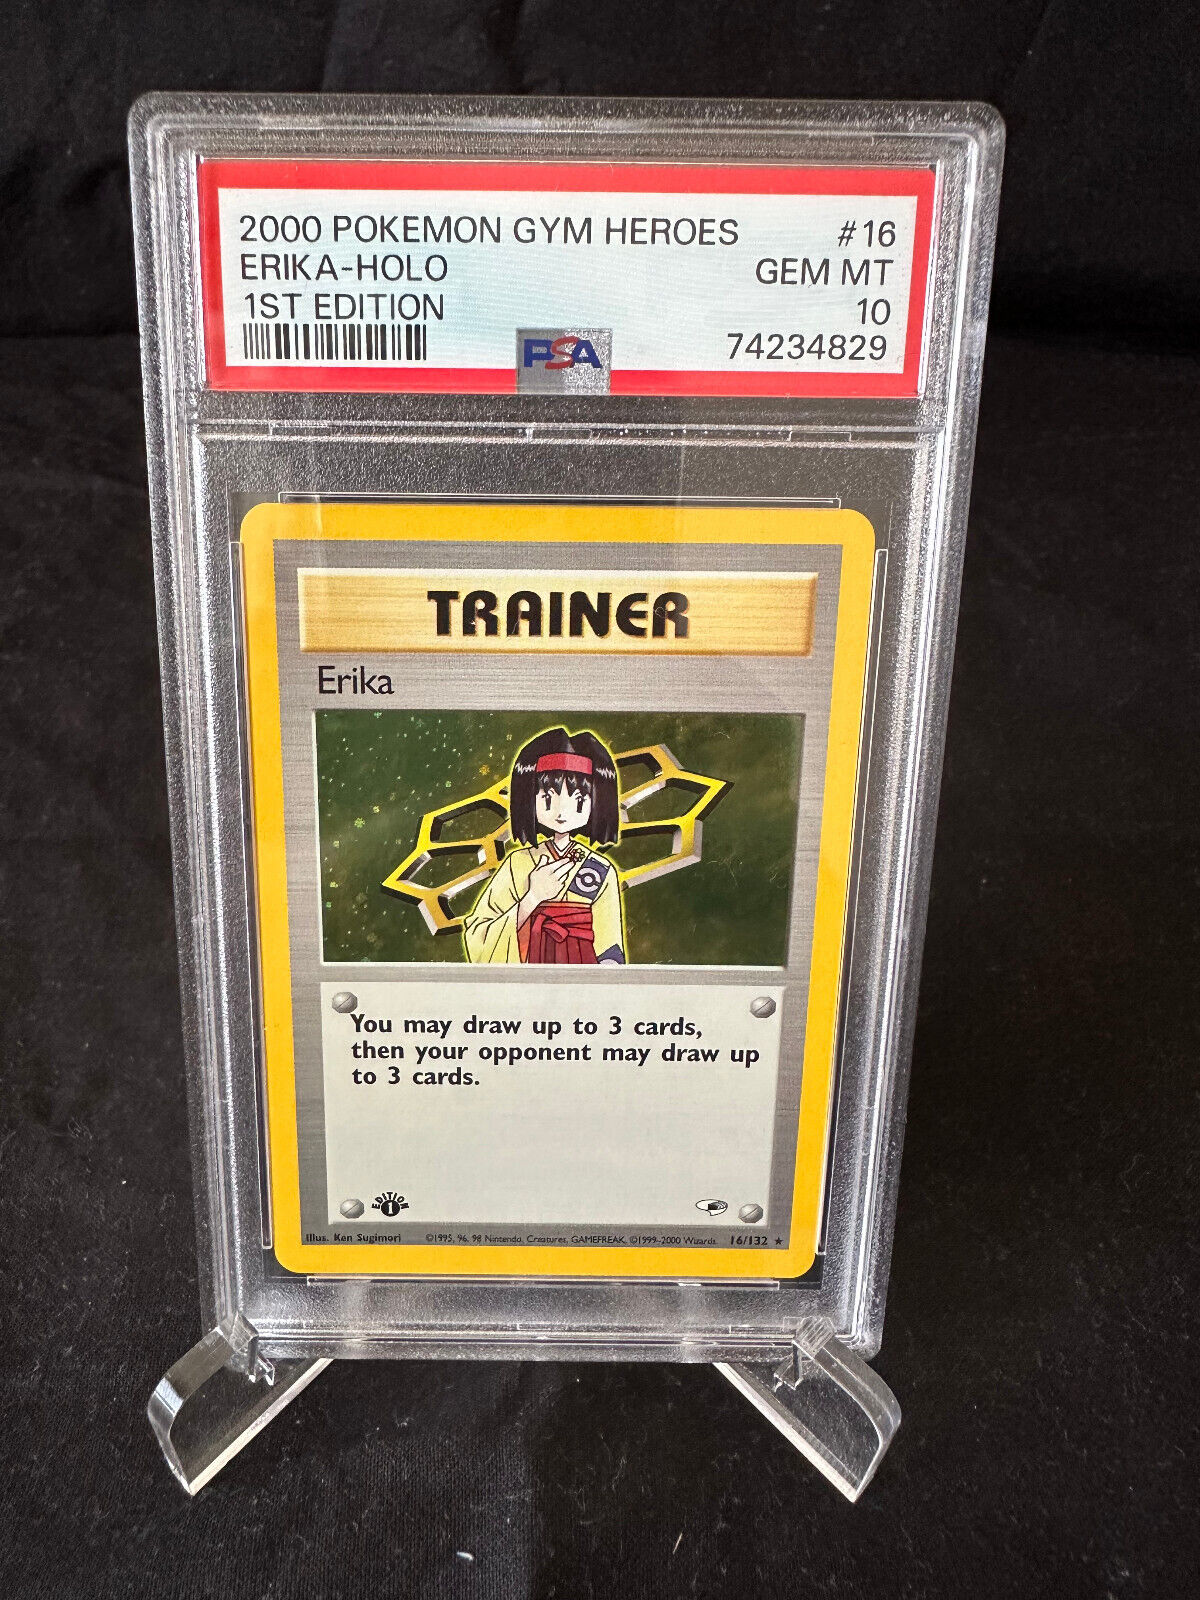 2000 POKEMON GYM HEROES #16
ERIKA-HOLO GEM MT
1ST EDITION 10
74234829
PSA
TRAINER
Erika
You may draw up to 3 cards,
then your opponent may draw up
to 3 cards.
EDITION
1
Illus. Ken Sugimori ©1995, 96, 98 Nintendo, Creatures, GAMEFREAK. ©1999-2000 Wizards. 16/132 ★